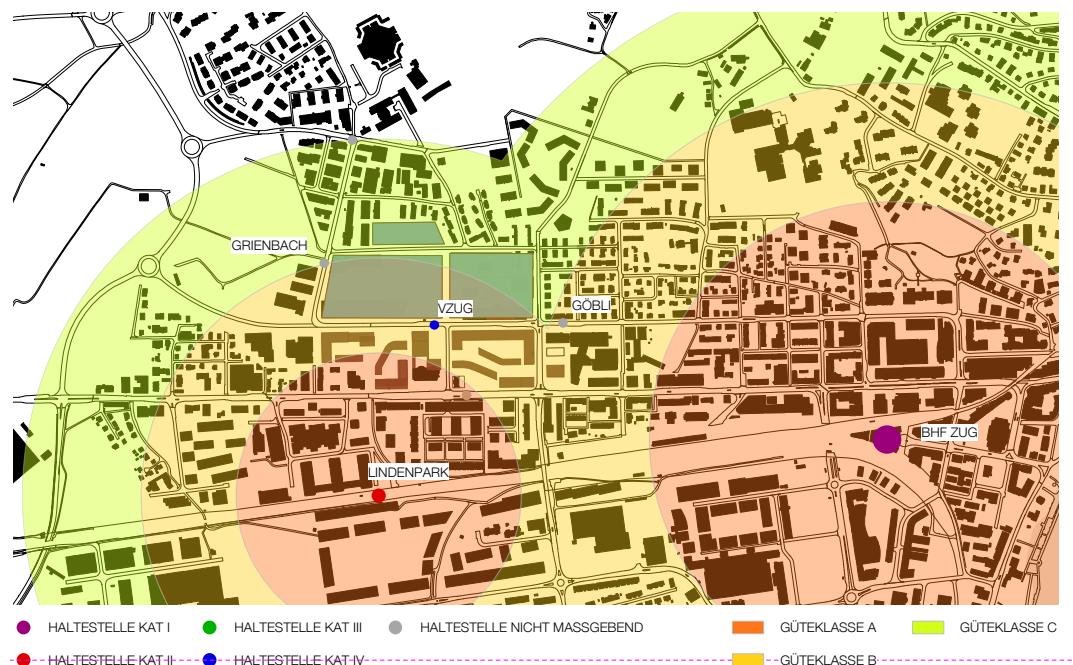 GRIENBACH
VZUG
GÖBLI
BHF ZUG
LINDENPARK
HALTESTELLE KAT I
HALTESTELLE KAT III
HALTESTELLE NICHT MASSGEBEND
GÜTEKLASSE A
GÜTEKLASSE C
HALTESTELLE KAT II
HALTESTELLE KAT IV
GÜTEKLASSE B